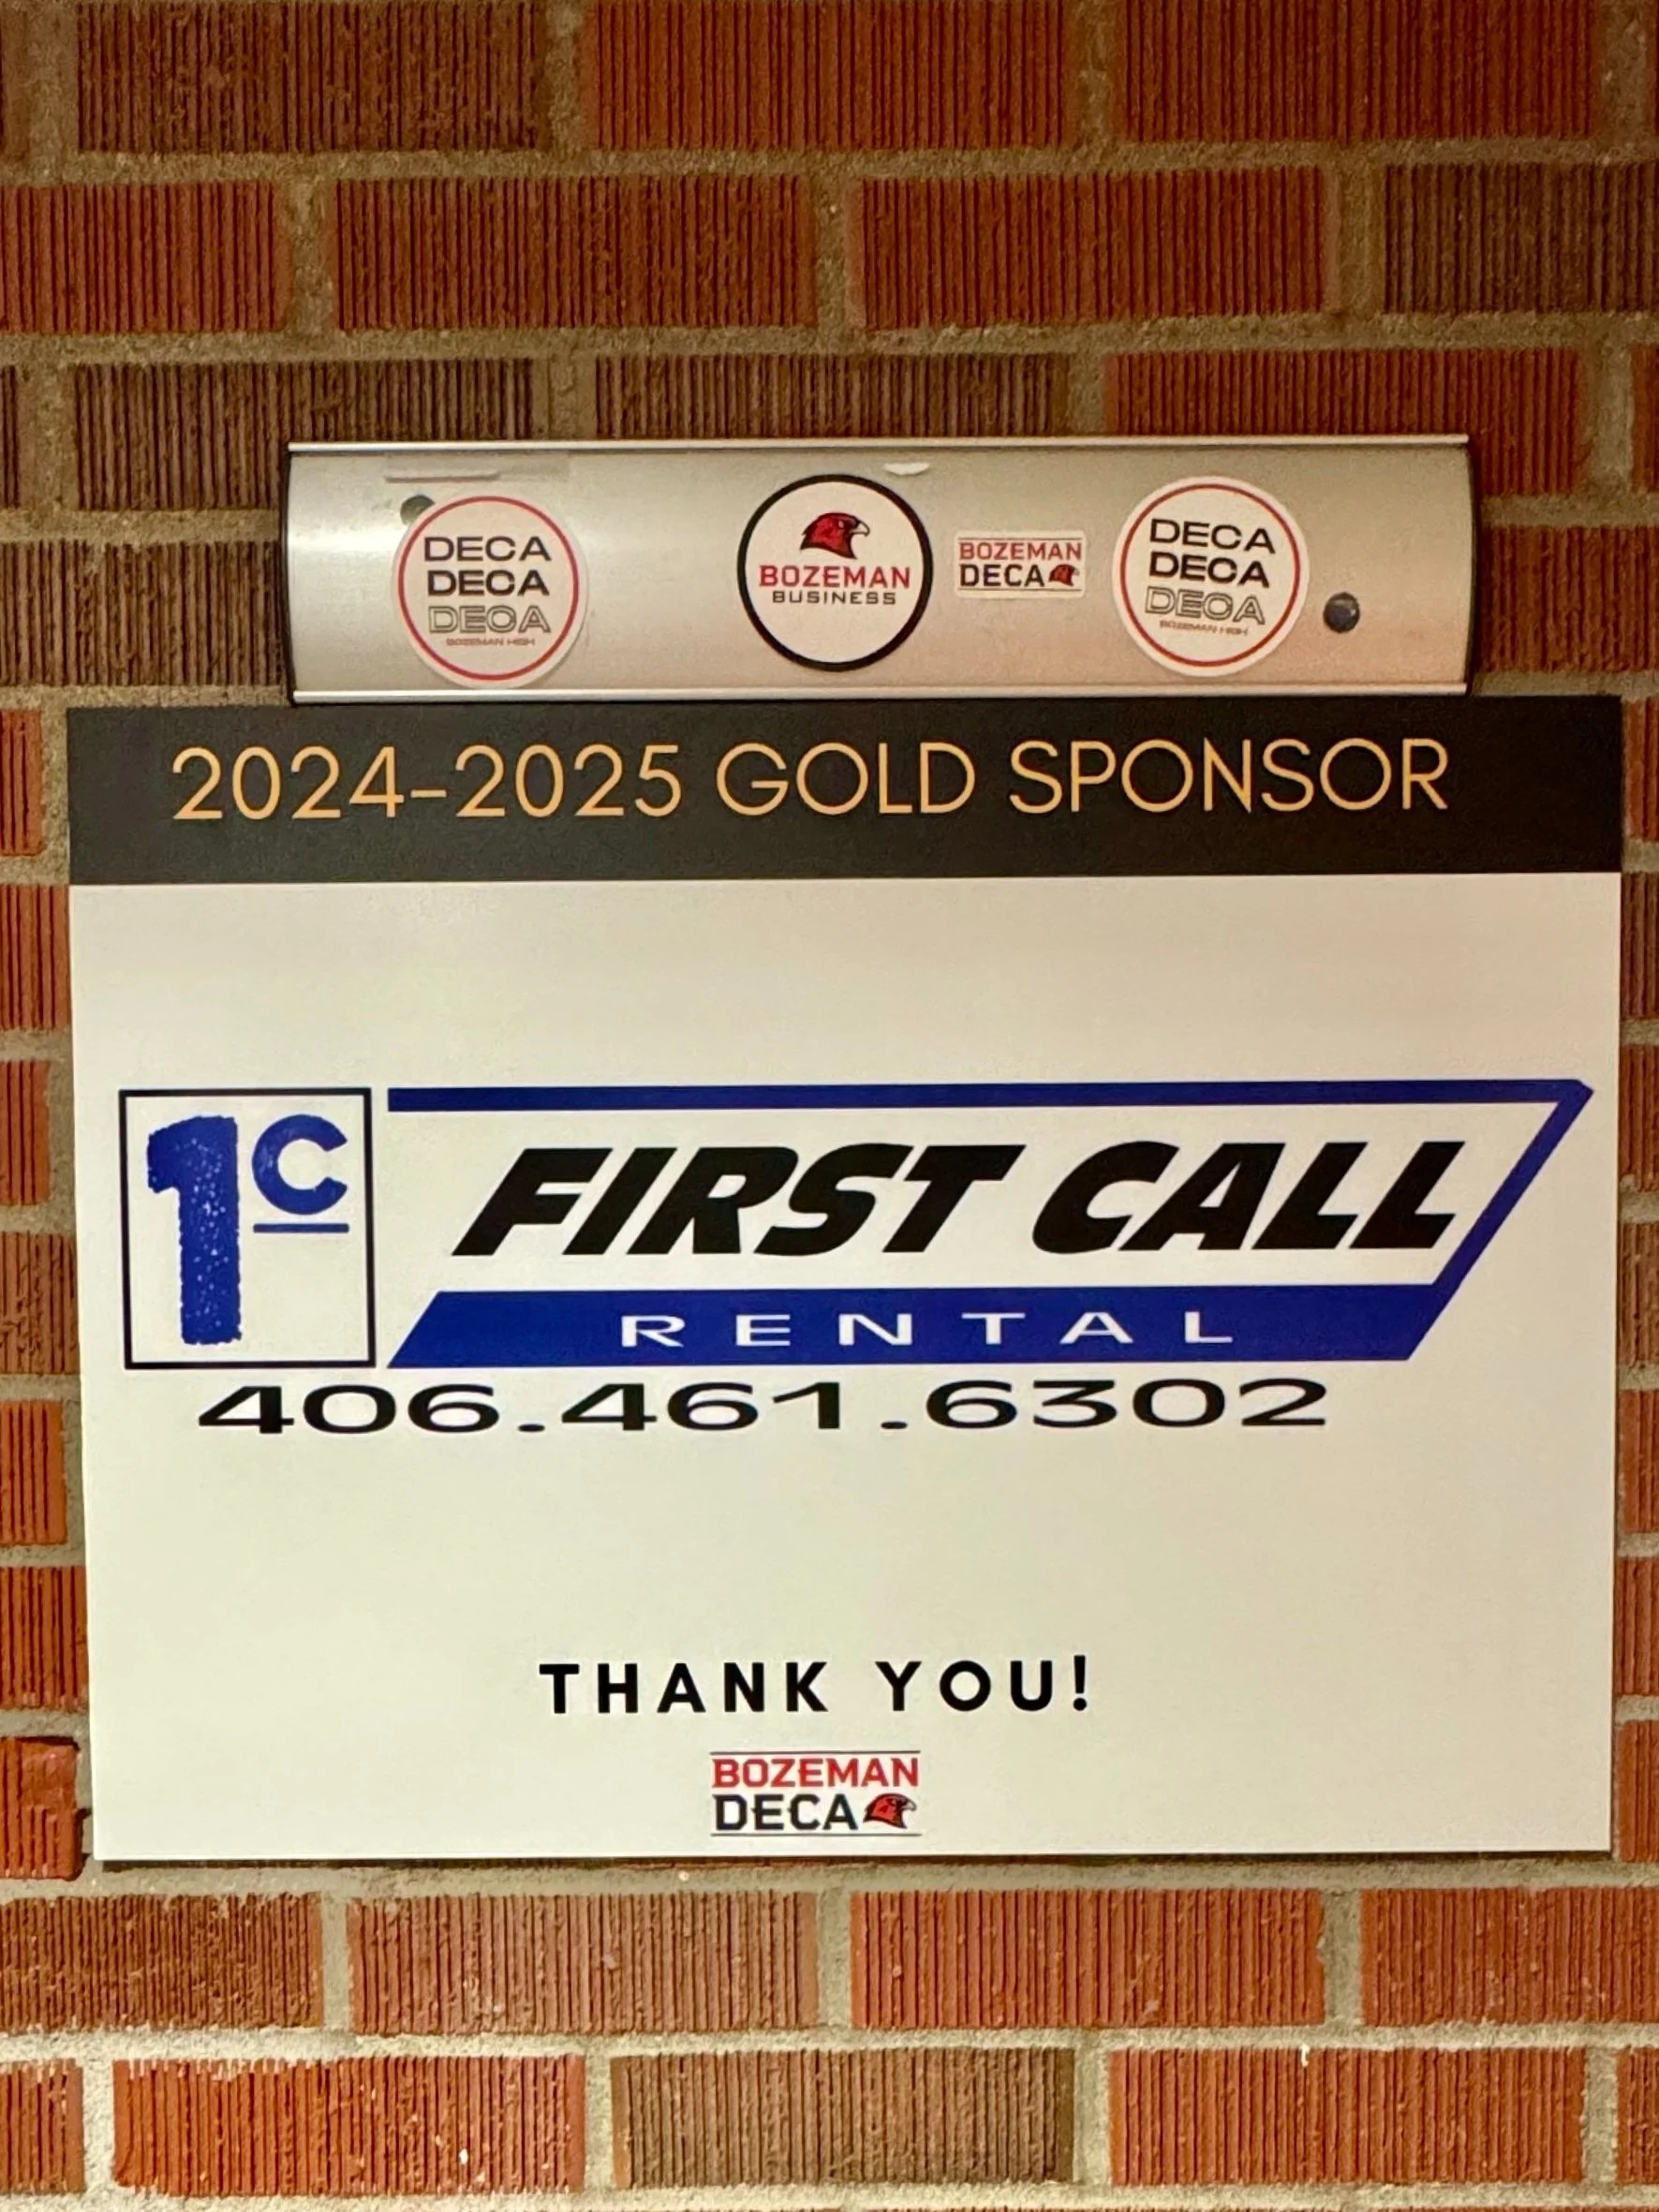 DECA
DECA
DECA
BOZEMAN HIGH
BOZEMAN
BUSINESS
BOZEMAN
DECA
DECA
DECA
DECA
BOZEMAN HIGH
2024-2025 GOLD SPONSOR
1C
FIRST CALL
RENTAL
406.461.6302
THANK YOU!
BOZEMAN
DECA